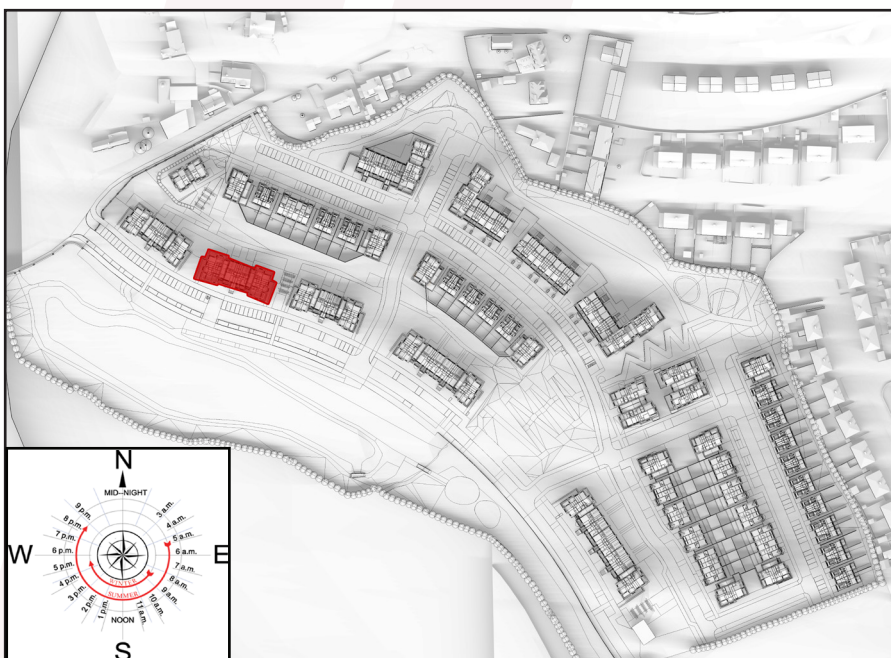 N
MID-NIGHT
9 p.m.
3 a.m.
8 p.m.
4 a.m.
7 p.m.
5 a.m.
W
6 p.m.
6 a.m.
E
5 p.m.
7 a.m.
4 p.m.
8 a.m.
WINTER
3 p.m.
9 a.m.
SUMMER
2 p.m.
10 a.m.
1 p.m.
11 a.m.
NOON
S